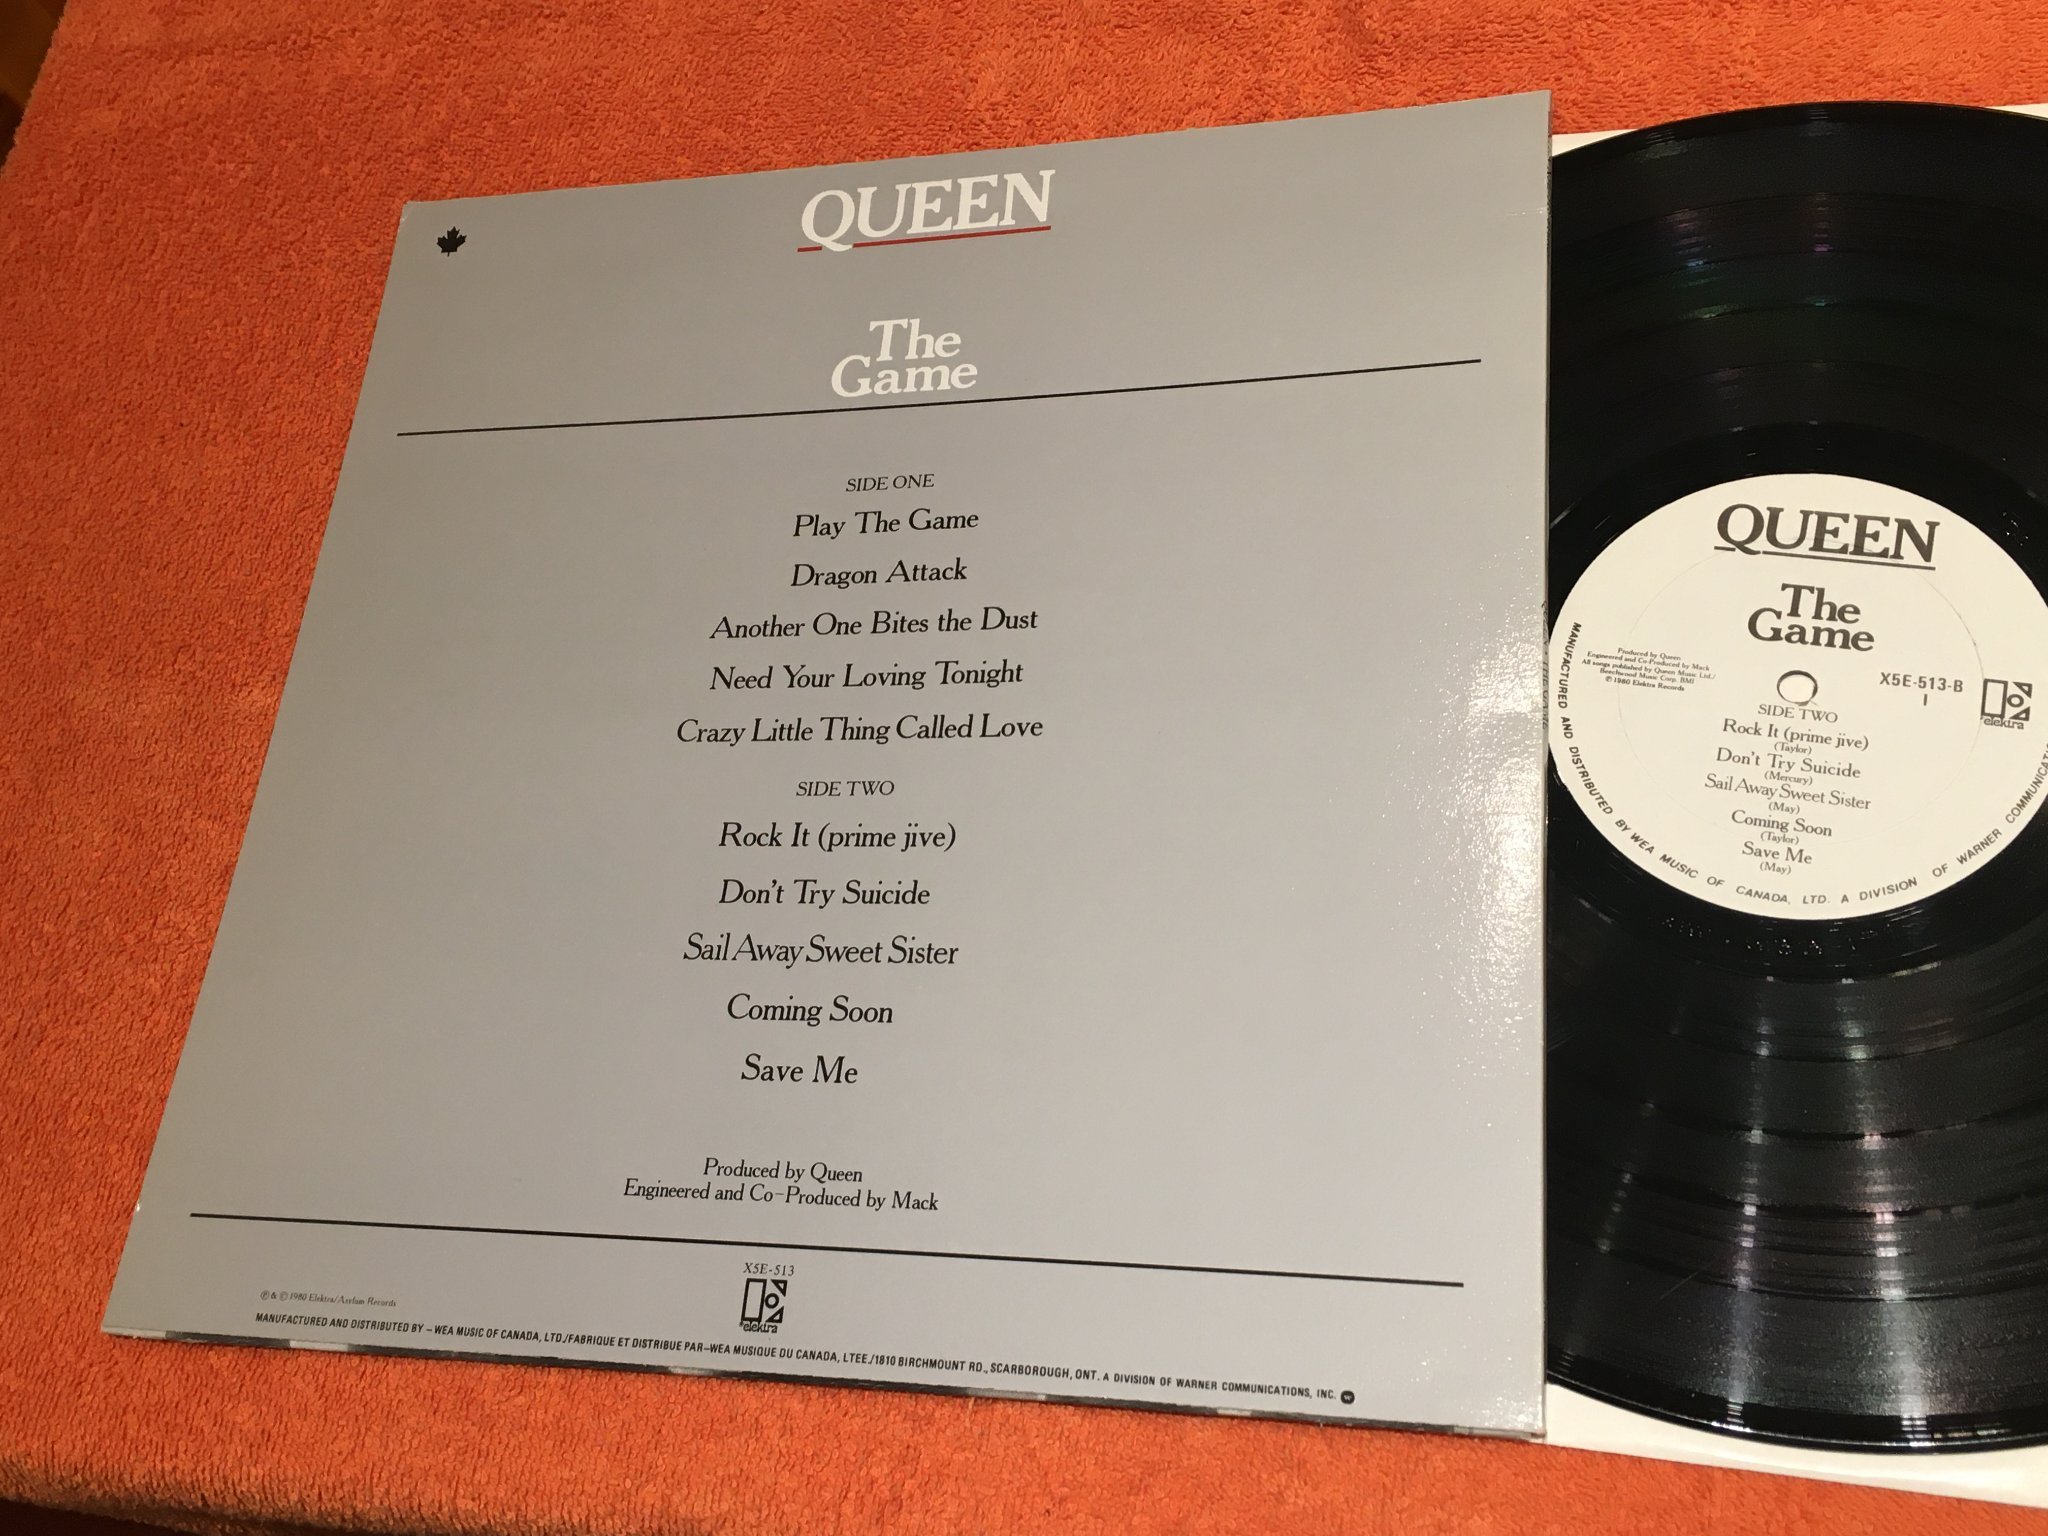 QUEEN
The
Game
SIDE ONE
Play The Game
Dragon Attack
Another One Bites the Dust
Need Your Loving Tonight
Crazy Little Thing Called Love
SIDE TWO
Rock It (prime jive)
Don't Try Suicide
Sail Away Sweet Sister
Coming Soon
Save Me
Produced by Queen
Engineered and Co-Produced by Mack
X5E-513
elektra
℗ & © 1980 Elektra/Asylum Records
MANUFACTURED AND DISTRIBUTED BY – WEA MUSIC OF CANADA, LTD./FABRIQUE ET DISTRIBUE PAR–WEA MUSIQUE DU CANADA, LTEE./1810 BIRCHMOUNT RD., SCARBOROUGH, ONT. A DIVISION OF WARNER COMMUNICATIONS, INC.
QUEEN
The
Game
Produced by Queen
Engineered and Co-Produced by Mack
All songs published by Queen Music Ltd./
Beechwood Music Corp. BMI
℗ 1980 Elektra Records
X5E-513-B
1
elektra
SIDE TWO
Rock It (prime jive)
(Taylor)
Don't Try Suicide
(Mercury)
Sail Away Sweet Sister
(May)
Coming Soon
(Taylor)
Save Me
(May)
MANUFACTURED AND DISTRIBUTED BY WEA MUSIC OF CANADA, LTD. A DIVISION OF WARNER